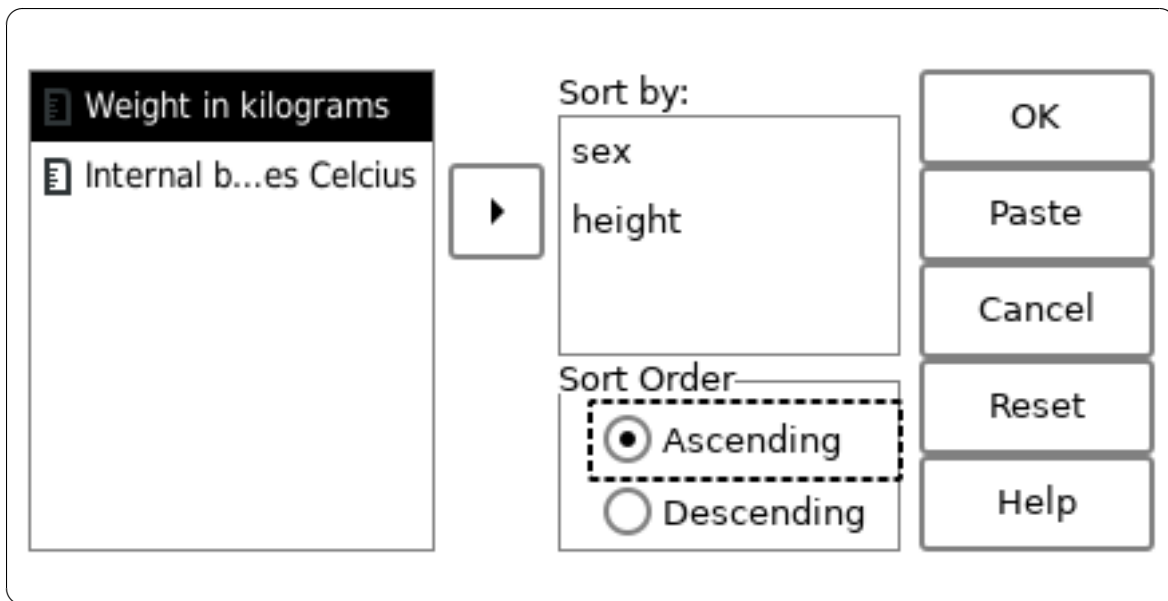 Weight in kilograms
Internal b...es Celcius
Sort by:
sex
height
Sort Order
Ascending
Descending
OK
Paste
Cancel
Reset
Help